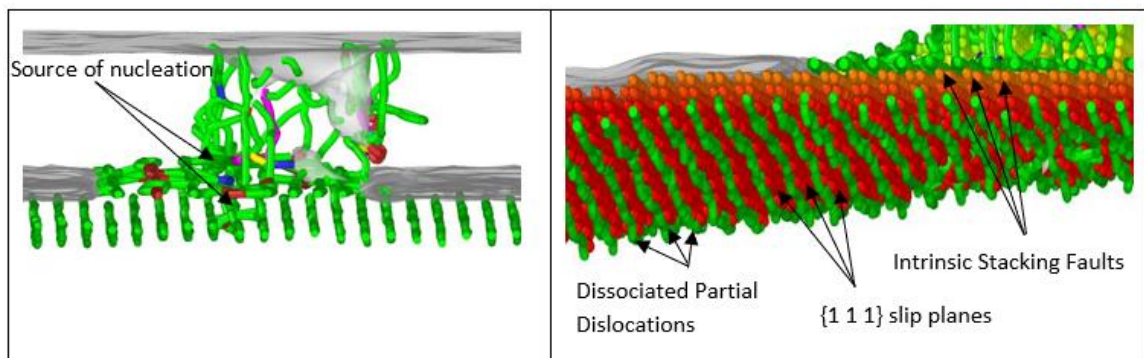 Source of nucleation
Dissociated Partial
Dislocations
{1 1 1} slip planes
Intrinsic Stacking Faults